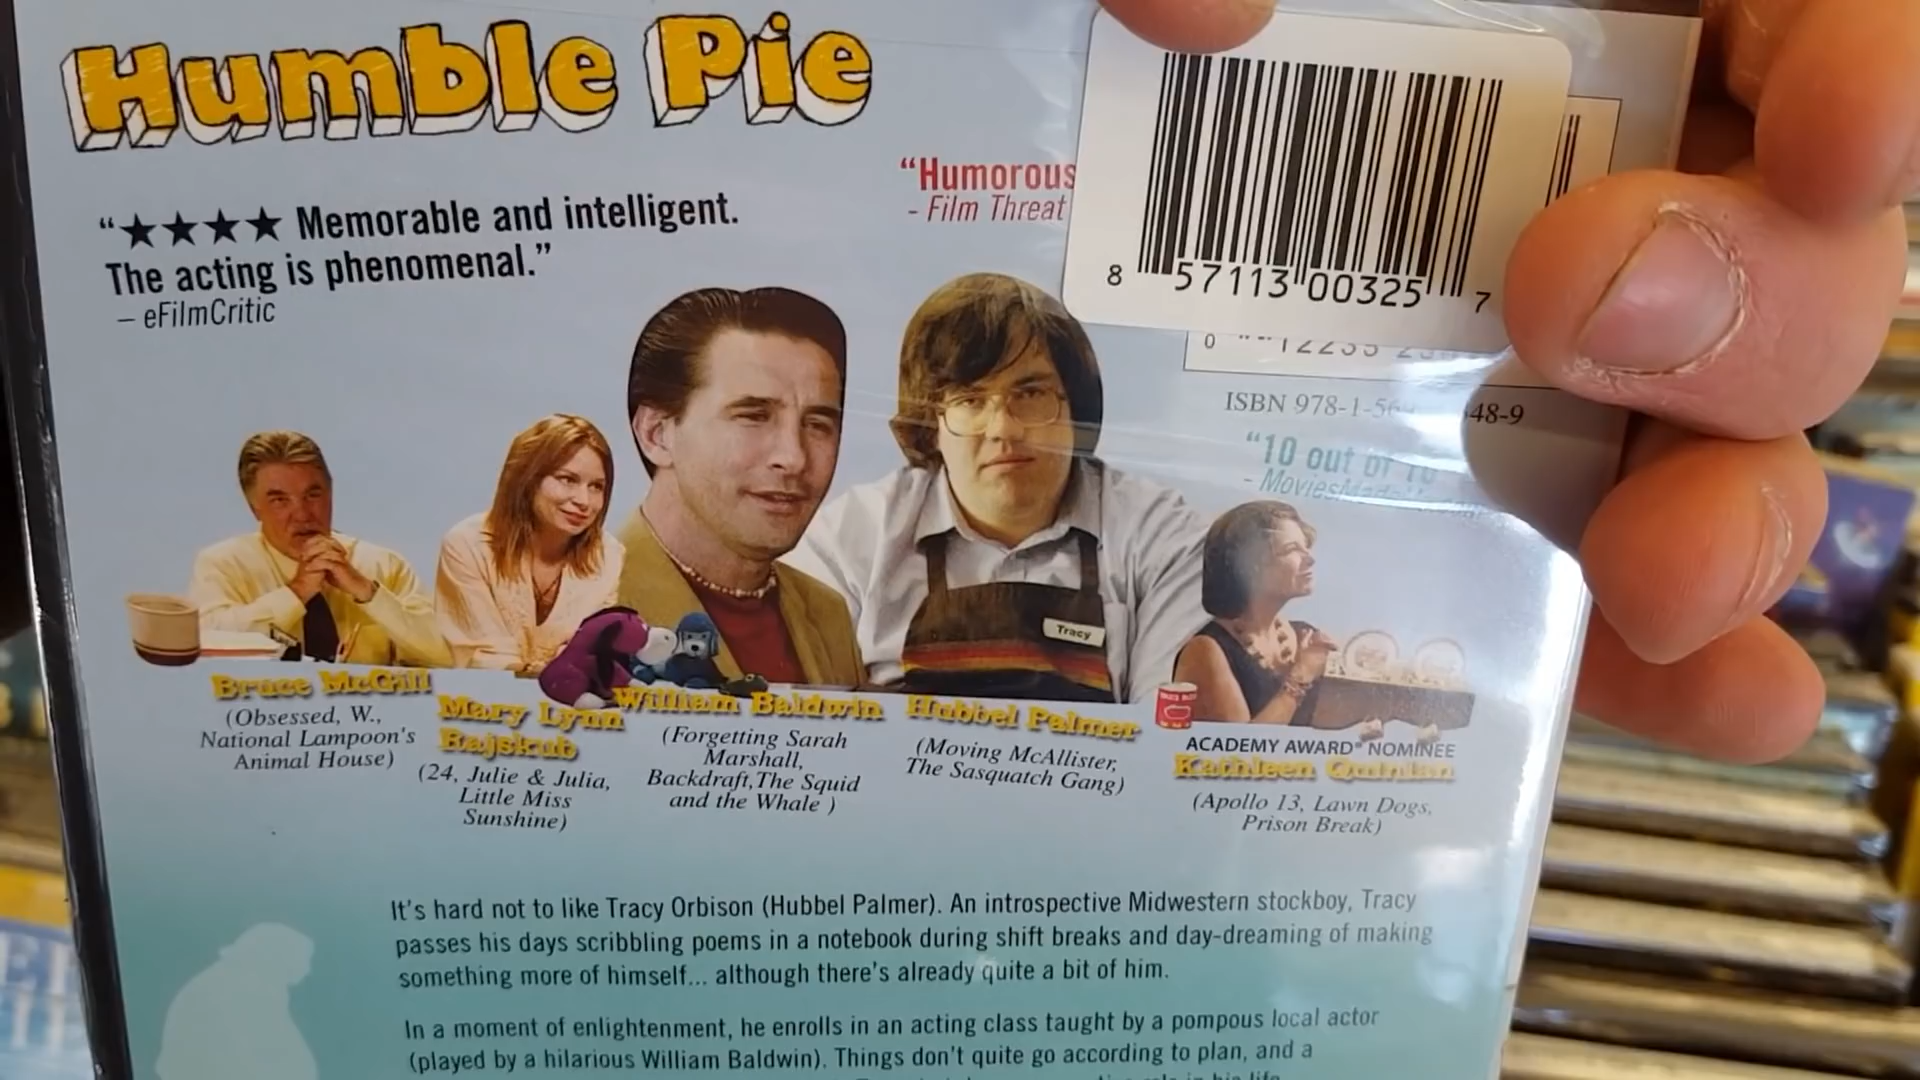 Humble Pie
"★★★★ Memorable and intelligent.
The acting is phenomenal."
– eFilmCritic
"Humorous
- Film Threat
8 57113 00325 7
ISBN 978-1-56 48-9
"10 out of 10
Tracy
Bruce McGill
(Obsessed, W.,
National Lampoon's
Animal House)
Mary Lynn
Rajskub
(24, Julie & Julia,
Little Miss
Sunshine)
William Baldwin
(Forgetting Sarah
Marshall,
Backdraft,The Squid
and the Whale )
Hubbel Palmer
(Moving McAllister,
The Sasquatch Gang)
ACADEMY AWARD® NOMINEE
Kathleen Quinlan
(Apollo 13, Lawn Dogs,
Prison Break)
It's hard not to like Tracy Orbison (Hubbel Palmer). An introspective Midwestern stockboy, Tracy
passes his days scribbling poems in a notebook during shift breaks and day-dreaming of making
something more of himself... although there's already quite a bit of him.
In a moment of enlightenment, he enrolls in an acting class taught by a pompous local actor
(played by a hilarious William Baldwin). Things don't quite go according to plan, and a